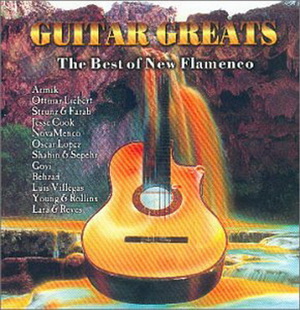 GUITAR GREATS
The Best of New Flamenco
Armik
Ottmar Liebert
Strunz & Farah
Jesse Cook
NovaMenco
Oscar Lopez
Shahin & Sepehr
Govi
Behzad
Luis Villegas
Young & Rollins
Lara & Reyes